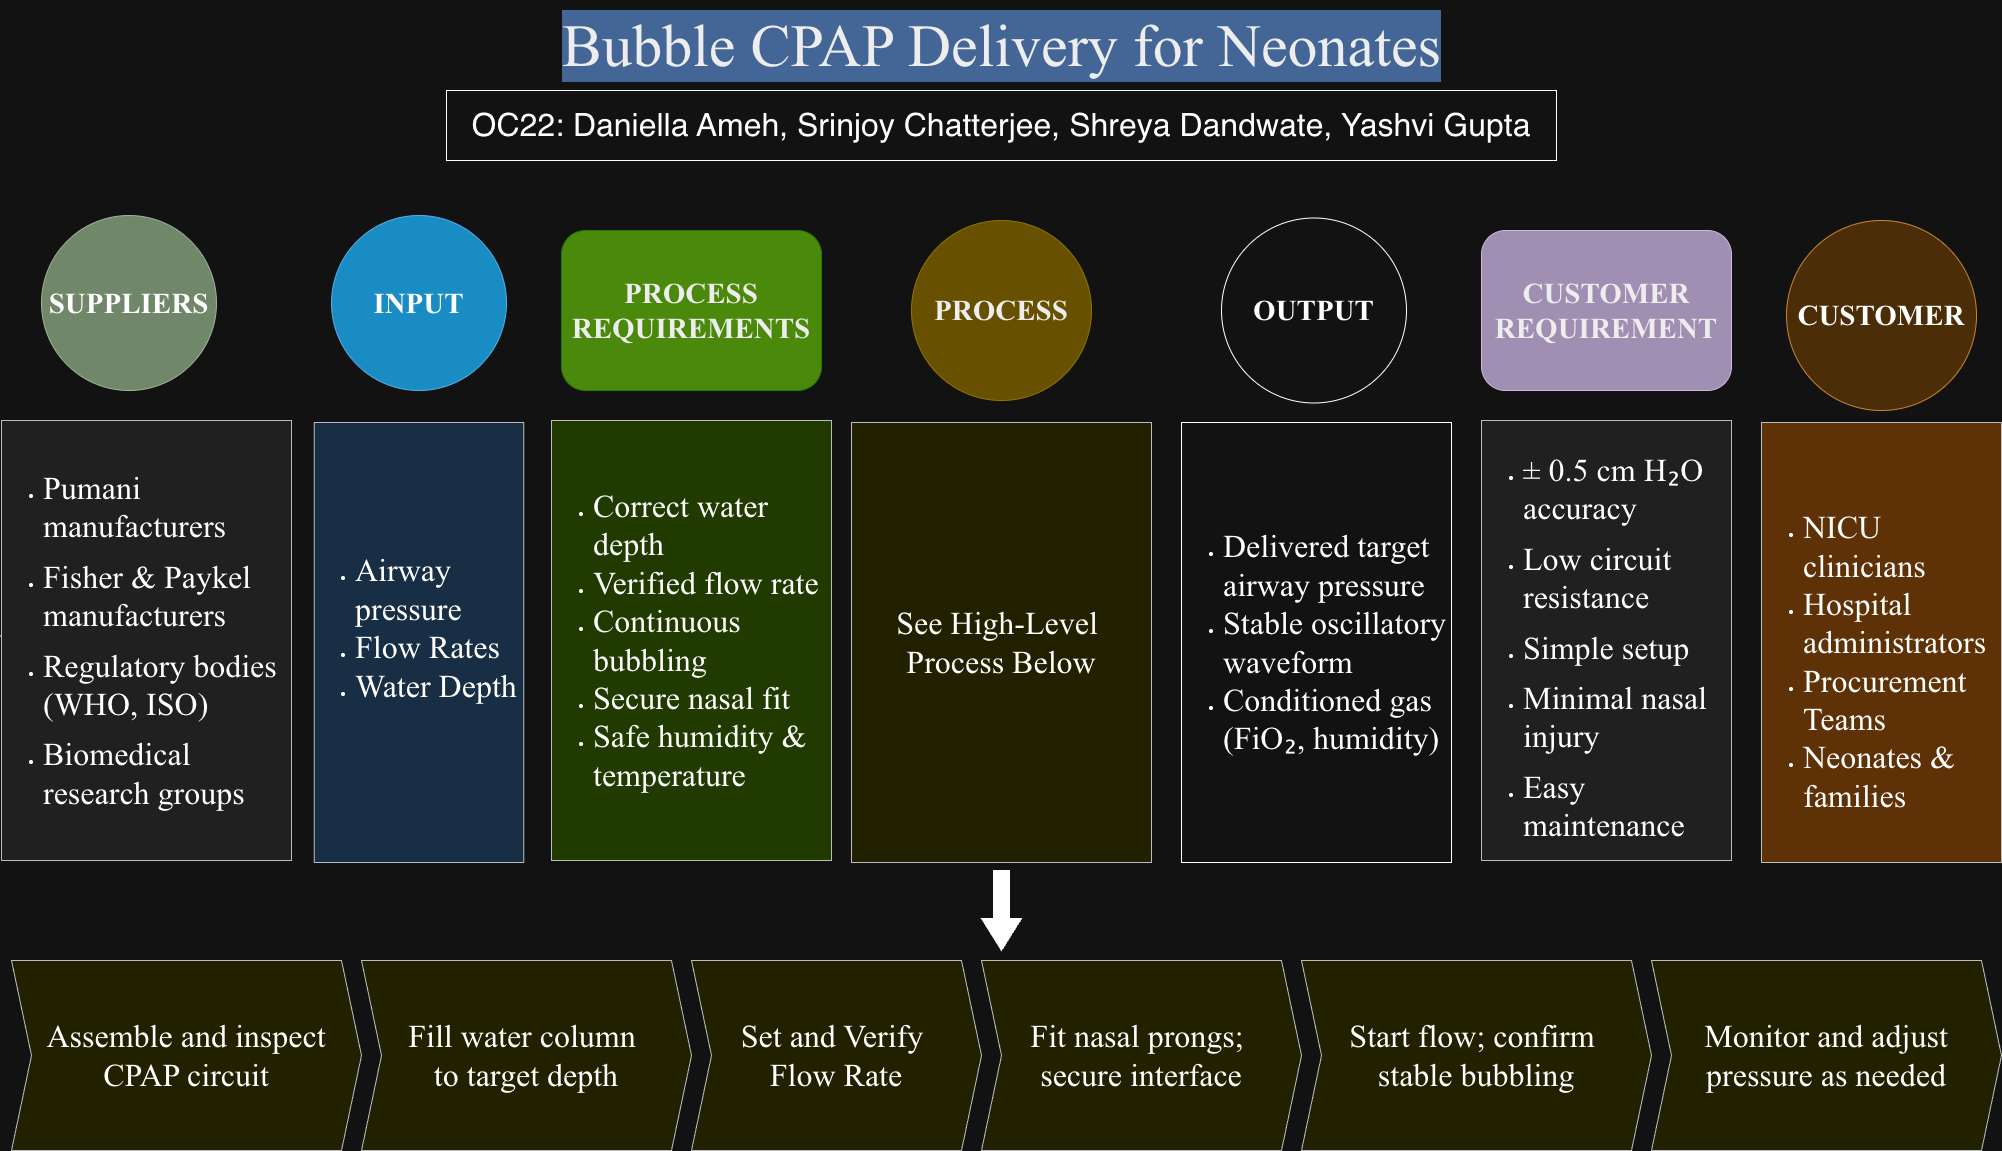 Bubble CPAP Delivery for Neonates
OC22: Daniella Ameh, Srinjoy Chatterjee, Shreya Dandwate, Yashvi Gupta
SUPPLIERS
INPUT
PROCESS
REQUIREMENTS
PROCESS
OUTPUT
CUSTOMER
REQUIREMENT
CUSTOMER
• Pumani
manufacturers
• Fisher & Paykel
manufacturers
• Regulatory bodies
(WHO, ISO)
• Biomedical
research groups
• Airway
pressure
• Flow Rates
• Water Depth
• Correct water
depth
• Verified flow rate
• Continuous
bubbling
• Secure nasal fit
• Safe humidity &
temperature
See High-Level
Process Below
• Delivered target
airway pressure
• Stable oscillatory
waveform
• Conditioned gas
(FiO₂, humidity)
• ± 0.5 cm H₂O
accuracy
• Low circuit
resistance
• Simple setup
• Minimal nasal
injury
• Easy
maintenance
• NICU
clinicians
• Hospital
administrators
• Procurement
Teams
• Neonates &
families
Assemble and inspect
CPAP circuit
Fill water column
to target depth
Set and Verify
Flow Rate
Fit nasal prongs;
secure interface
Start flow; confirm
stable bubbling
Monitor and adjust
pressure as needed